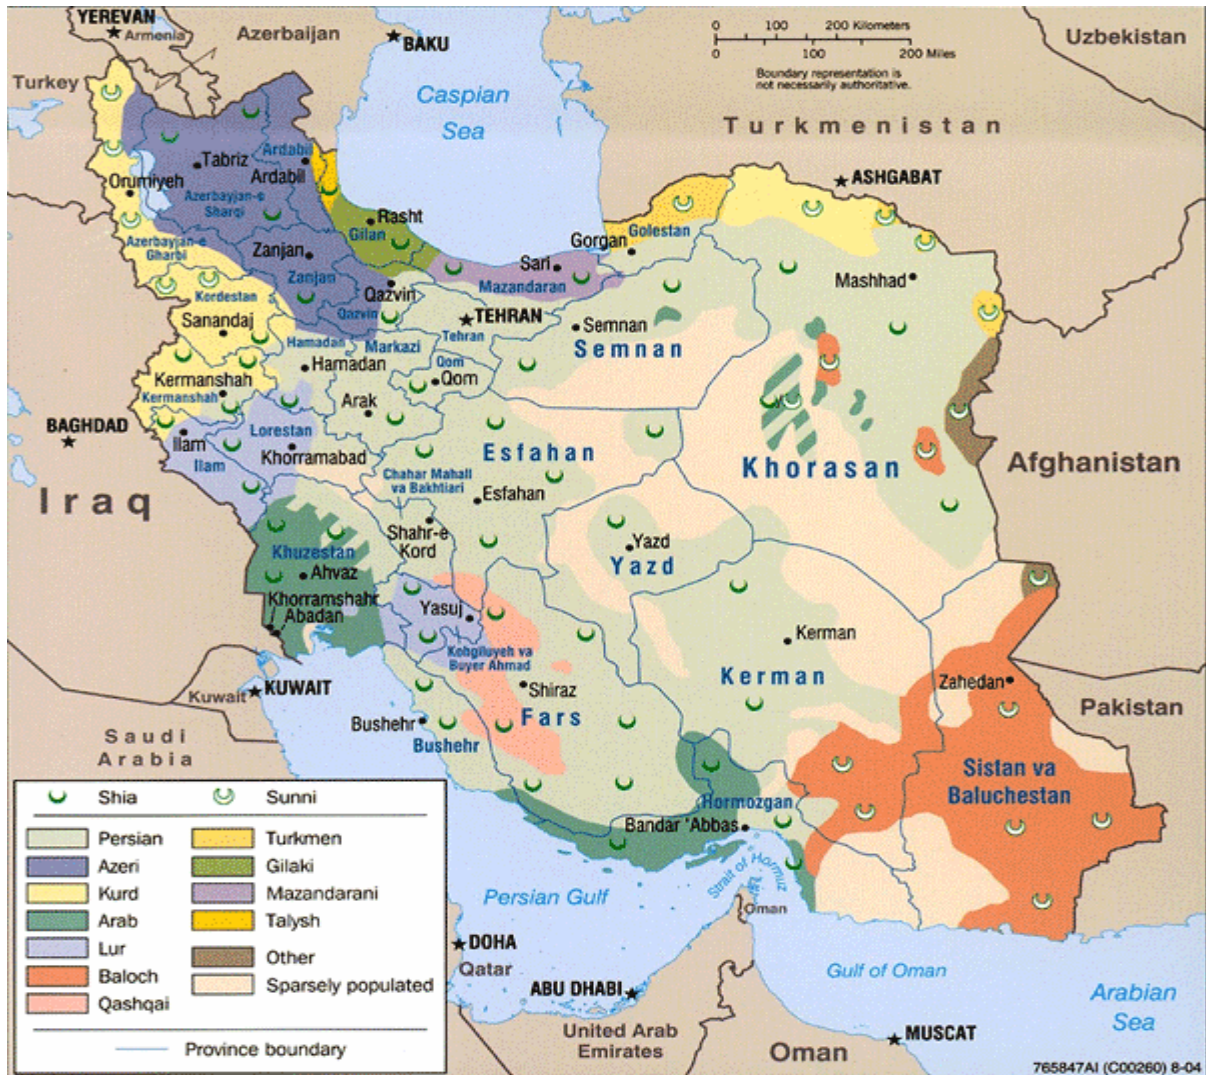 YEREVAN
Armenia
Azerbaijan
BAKU
Turkey
Caspian
Sea
0 100 200 Kilometers
0 100 200 Miles
Boundary representation is
not necessarily authoritative.
Uzbekistan
Turkmenistan
ASHGABAT
Tabriz
Ardabil
Ardabil
Orumiyeh
Azerbayjan-e
Sharqi
Rasht
Gilan
Golestan
Gorgan
Azerbayjan-e
Gharbi
Zanjan
Zanjan
Sari
Mazandaran
Mashhad
Kordestan
Qazvin
Qazvin
Sanandaj
TEHRAN
Tehran
Semnan
Semnan
Hamadan
Markazi
Hamadan
Qom
Qom
Kermanshah
Kermanshah
Arak
BAGHDAD
Ilam
Ilam
Lorestan
Khorramabad
Esfahan
Khorasan
Afghanistan
Iraq
Chahar Mahall
va Bakhtiari
Esfahan
Shahr-e
Kord
Yazd
Yazd
Khuzestan
Ahvaz
Khorramshahr
Abadan
Yasuj
Kohgiluyeh va
Buyer Ahmad
Kerman
Kerman
Zahedan
Kuwait
KUWAIT
Shiraz
Fars
Pakistan
Bushehr
Bushehr
Saudi
Arabia
Sistan va
Baluchestan
Hormozgan
Bandar 'Abbas
Strait of Hormuz
Persian Gulf
Oman
DOHA
Qatar
ABU DHABI
Gulf of Oman
Arabian
Sea
United Arab
Emirates
Oman
MUSCAT
Shia
Sunni
Persian
Turkmen
Azeri
Gilaki
Kurd
Mazandarani
Arab
Talysh
Lur
Baloch
Other
Qashqai
Sparsely populated
Province boundary
765847AI (C00260) 8-04